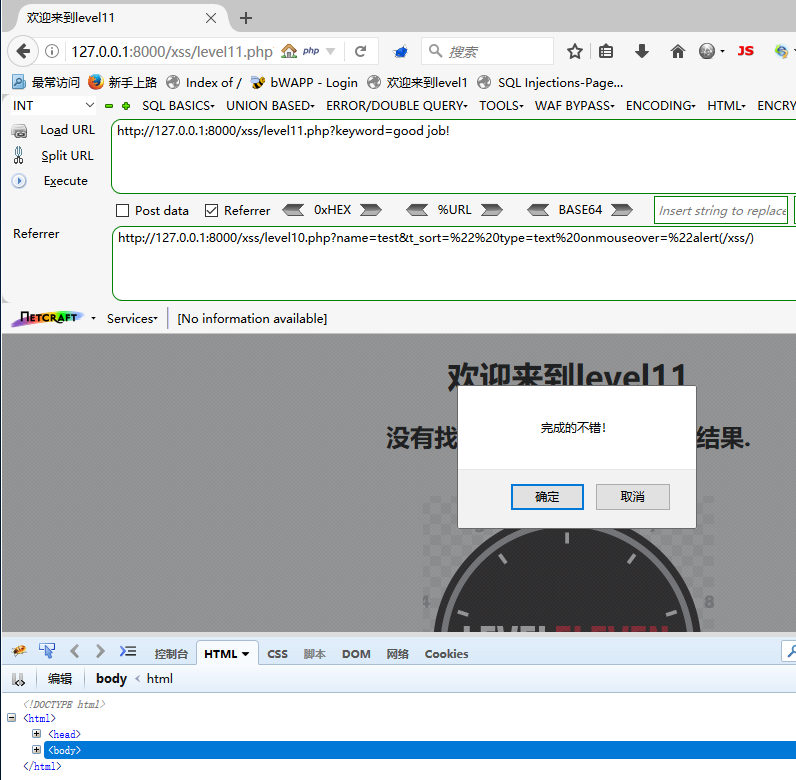 欢迎来到level11
127.0.0.1:8000/xss/level11.php
php
搜索
JS
最常访问 新手上路 Index of / bWAPP - Login 欢迎来到level1 SQL Injections-Page...
INT SQL BASICS UNION BASED ERROR/DOUBLE QUERY TOOLS WAF BYPASS ENCODING HTML ENCRY
Load URL
http://127.0.0.1:8000/xss/level11.php?keyword=good job!
Split URL
Execute
Post data Referrer 0xHEX %URL BASE64 Insert string to replace
Referrer
http://127.0.0.1:8000/xss/level10.php?name=test&t_sort=%22%20type=text%20onmouseover=%22alert(/xss/)
NETCRAFT Services [No information available]
欢迎来到level11
完成的不错!
没有找 结果.
确定 取消
4 8
LEVEL ELEVEN
控制台 HTML CSS 脚本 DOM 网络 Cookies
编辑 body < html
<!DOCTYPE html>
<html>
<head>
<body>
</html>